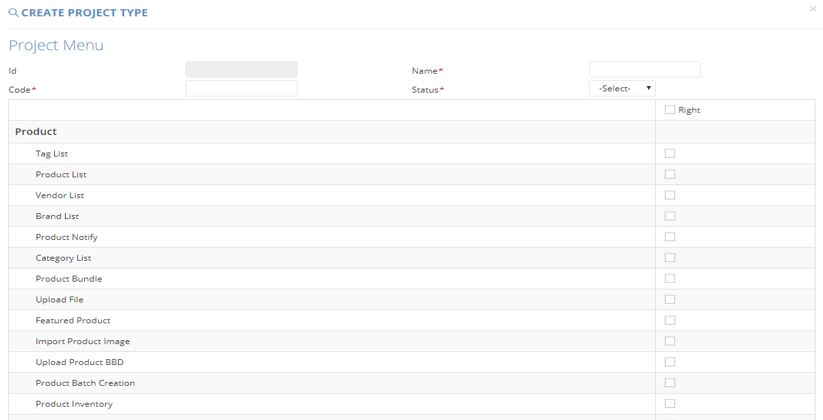 CREATE PROJECT TYPE ×
Project Menu
Id Name*
Code* Status* -Select-
Right
Product
Tag List
Product List
Vendor List
Brand List
Product Notify
Category List
Product Bundle
Upload File
Featured Product
Import Product Image
Upload Product BBD
Product Batch Creation
Product Inventory